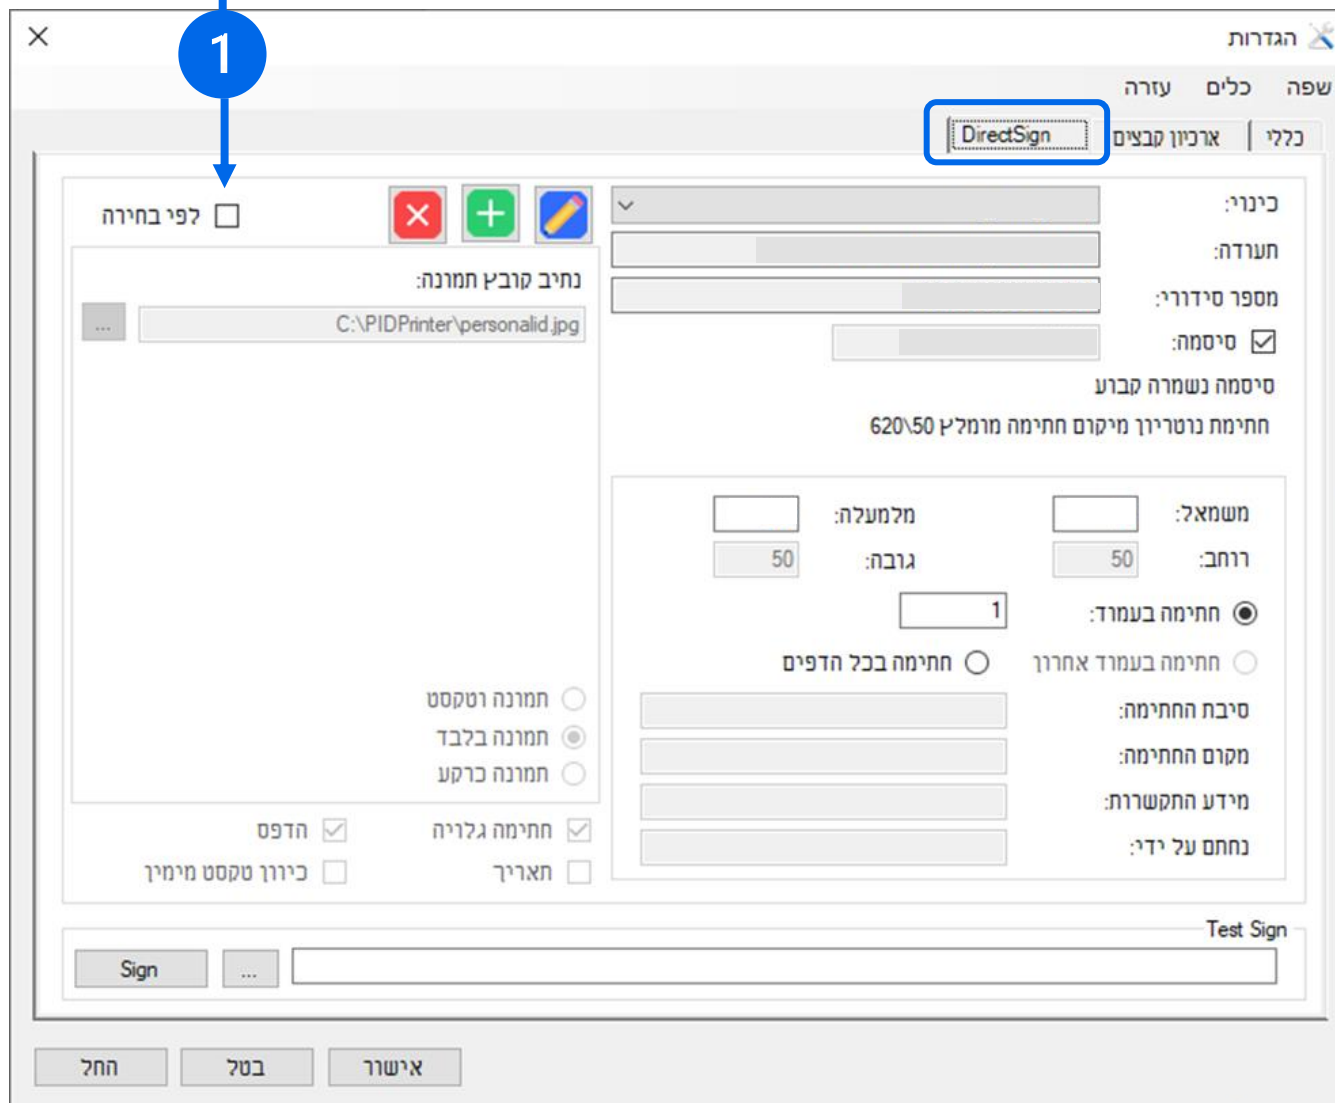 1
הגדרות
שפה כלים עזרה
כללי ארכיון קבצים DirectSign
כינוי:
תעודה:
מספר סידורי:
סיסמה:
סיסמה נשמרה קבוע
חתימת נוטריון מיקום חתימה מומלץ 50\620
משמאל: מלמעלה:
רוחב: 50 גובה: 50
חתימה בעמוד: 1
חתימה בעמוד אחרון חתימה בכל הדפים
סיבת החתימה:
מקום החתימה:
מידע התקשרות:
נחתם על ידי:
לפי בחירה
נתיב קובץ תמונה:
C:\PIDPrinter\personalid.jpg ...
תמונה וטקסט
תמונה בלבד
תמונה כרקע
חתימה גלויה הדפס
תאריך כיוון טקסט מימין
Test Sign
... Sign
אישור בטל החל